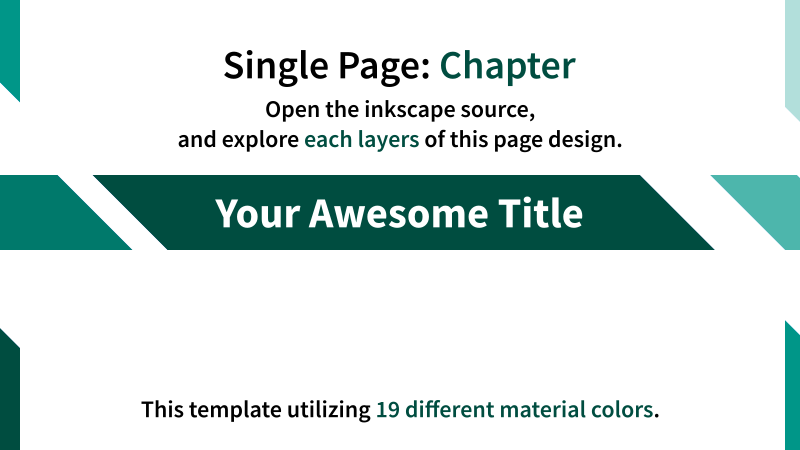 Single Page: Chapter
Open the inkscape source,
and explore each layers of this page design.
Your Awesome Title
This template utilizing 19 different material colors.